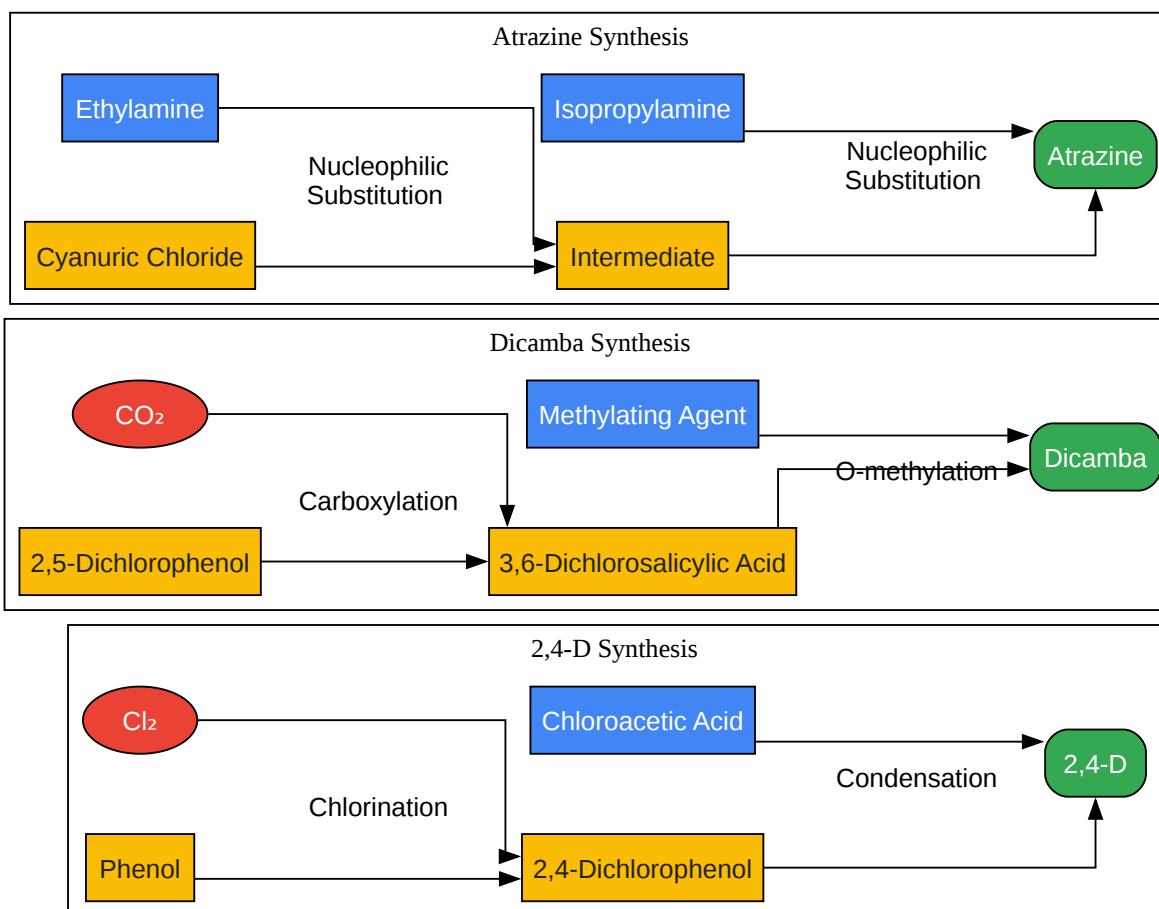 Atrazine Synthesis
Ethylamine
Isopropylamine
Nucleophilic
Substitution
Nucleophilic
Substitution
Atrazine
Cyanuric Chloride
Intermediate
Dicamba Synthesis
CO₂
Methylating Agent
Dicamba
O-methylation
Carboxylation
2,5-Dichlorophenol
3,6-Dichlorosalicylic Acid
2,4-D Synthesis
Cl₂
Chloroacetic Acid
2,4-D
Condensation
Chlorination
Phenol
2,4-Dichlorophenol